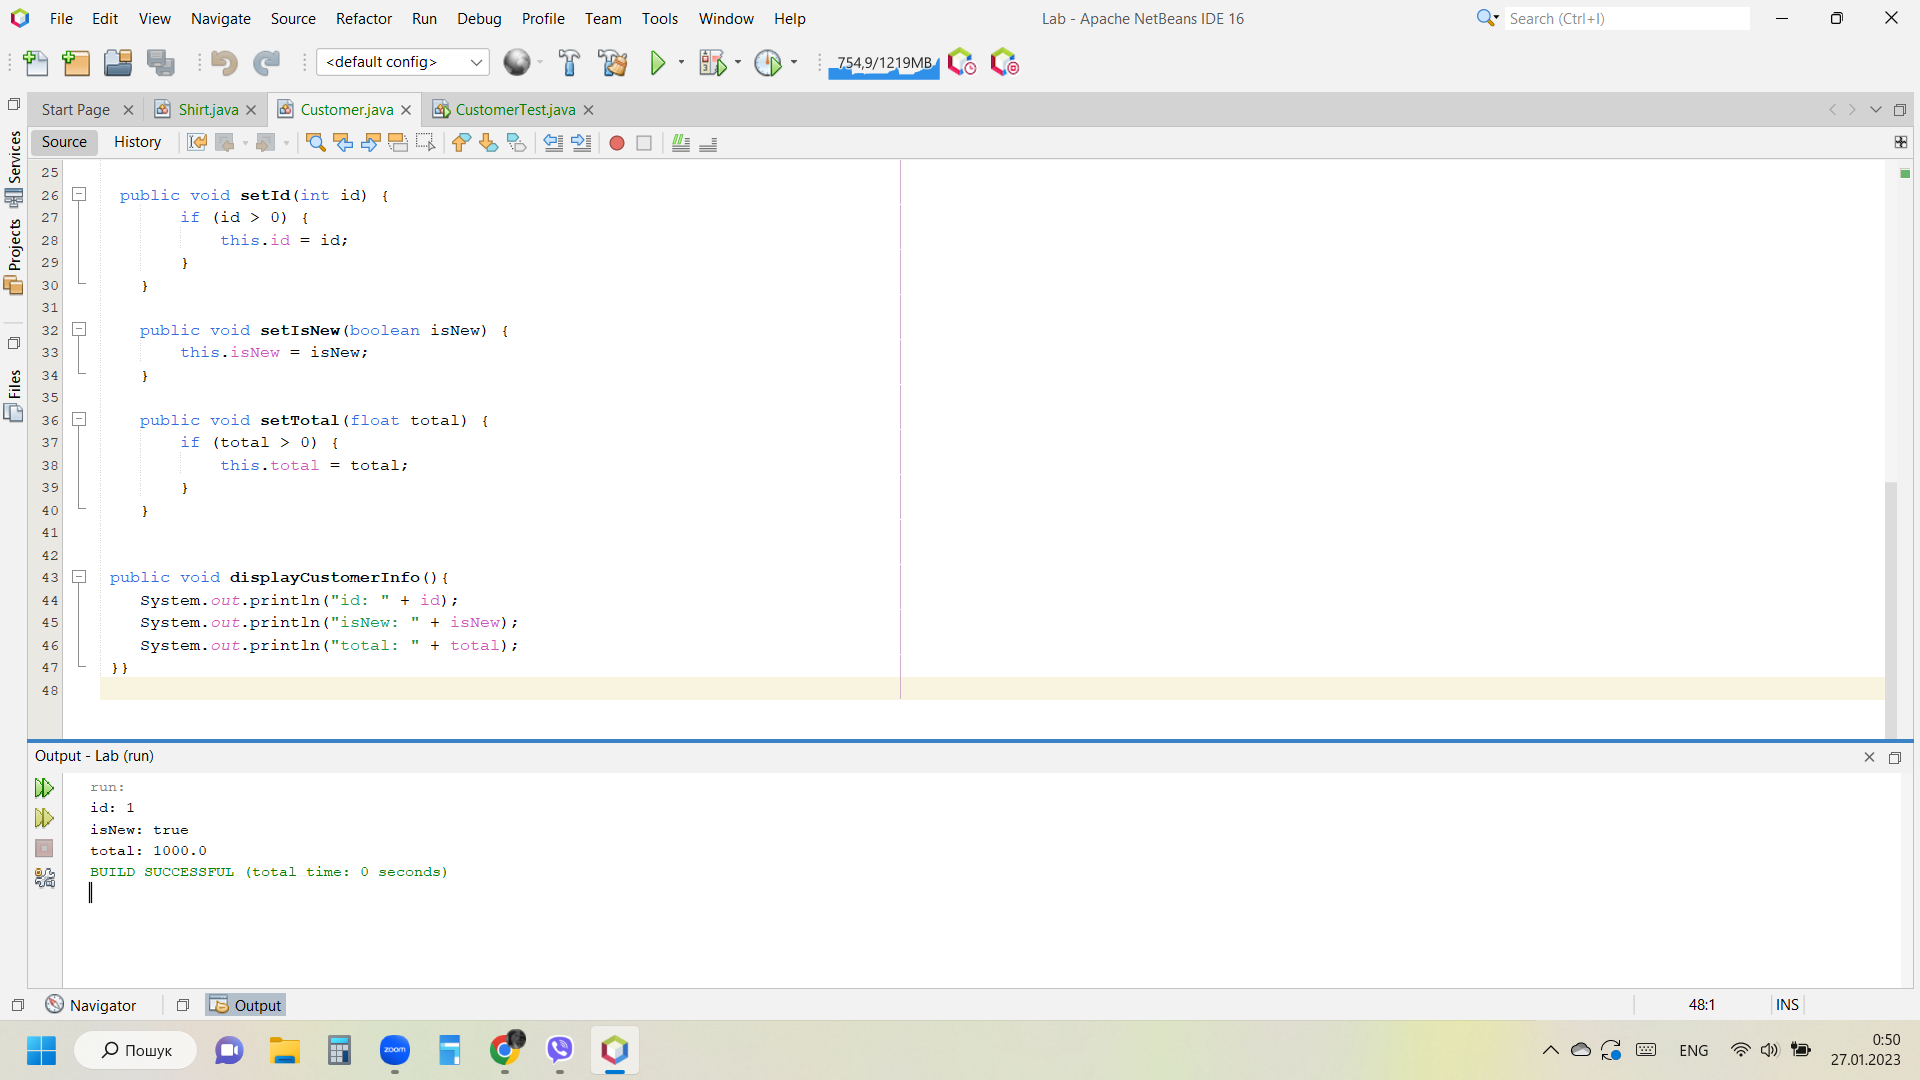 File Edit View Navigate Source Refactor Run Debug Profile Team Tools Window Help
Lab - Apache NetBeans IDE 16
Search (Ctrl+I)
<default config>
754,9/1219MB
Start Page
Shirt.java
Customer.java
CustomerTest.java
Source History
Services
Projects
Files
25
26 public void setId(int id) {
27 if (id > 0) {
28 this.id = id;
29 }
30 }
31
32 public void setIsNew(boolean isNew) {
33 this.isNew = isNew;
34 }
35
36 public void setTotal(float total) {
37 if (total > 0) {
38 this.total = total;
39 }
40 }
41
42
43 public void displayCustomerInfo(){
44 System.out.println("id: " + id);
45 System.out.println("isNew: " + isNew);
46 System.out.println("total: " + total);
47 }}
48
Output - Lab (run)
run:
id: 1
isNew: true
total: 1000.0
BUILD SUCCESSFUL (total time: 0 seconds)
Navigator
Output
48:1
INS
Пошук
zoom
ENG
0:50
27.01.2023